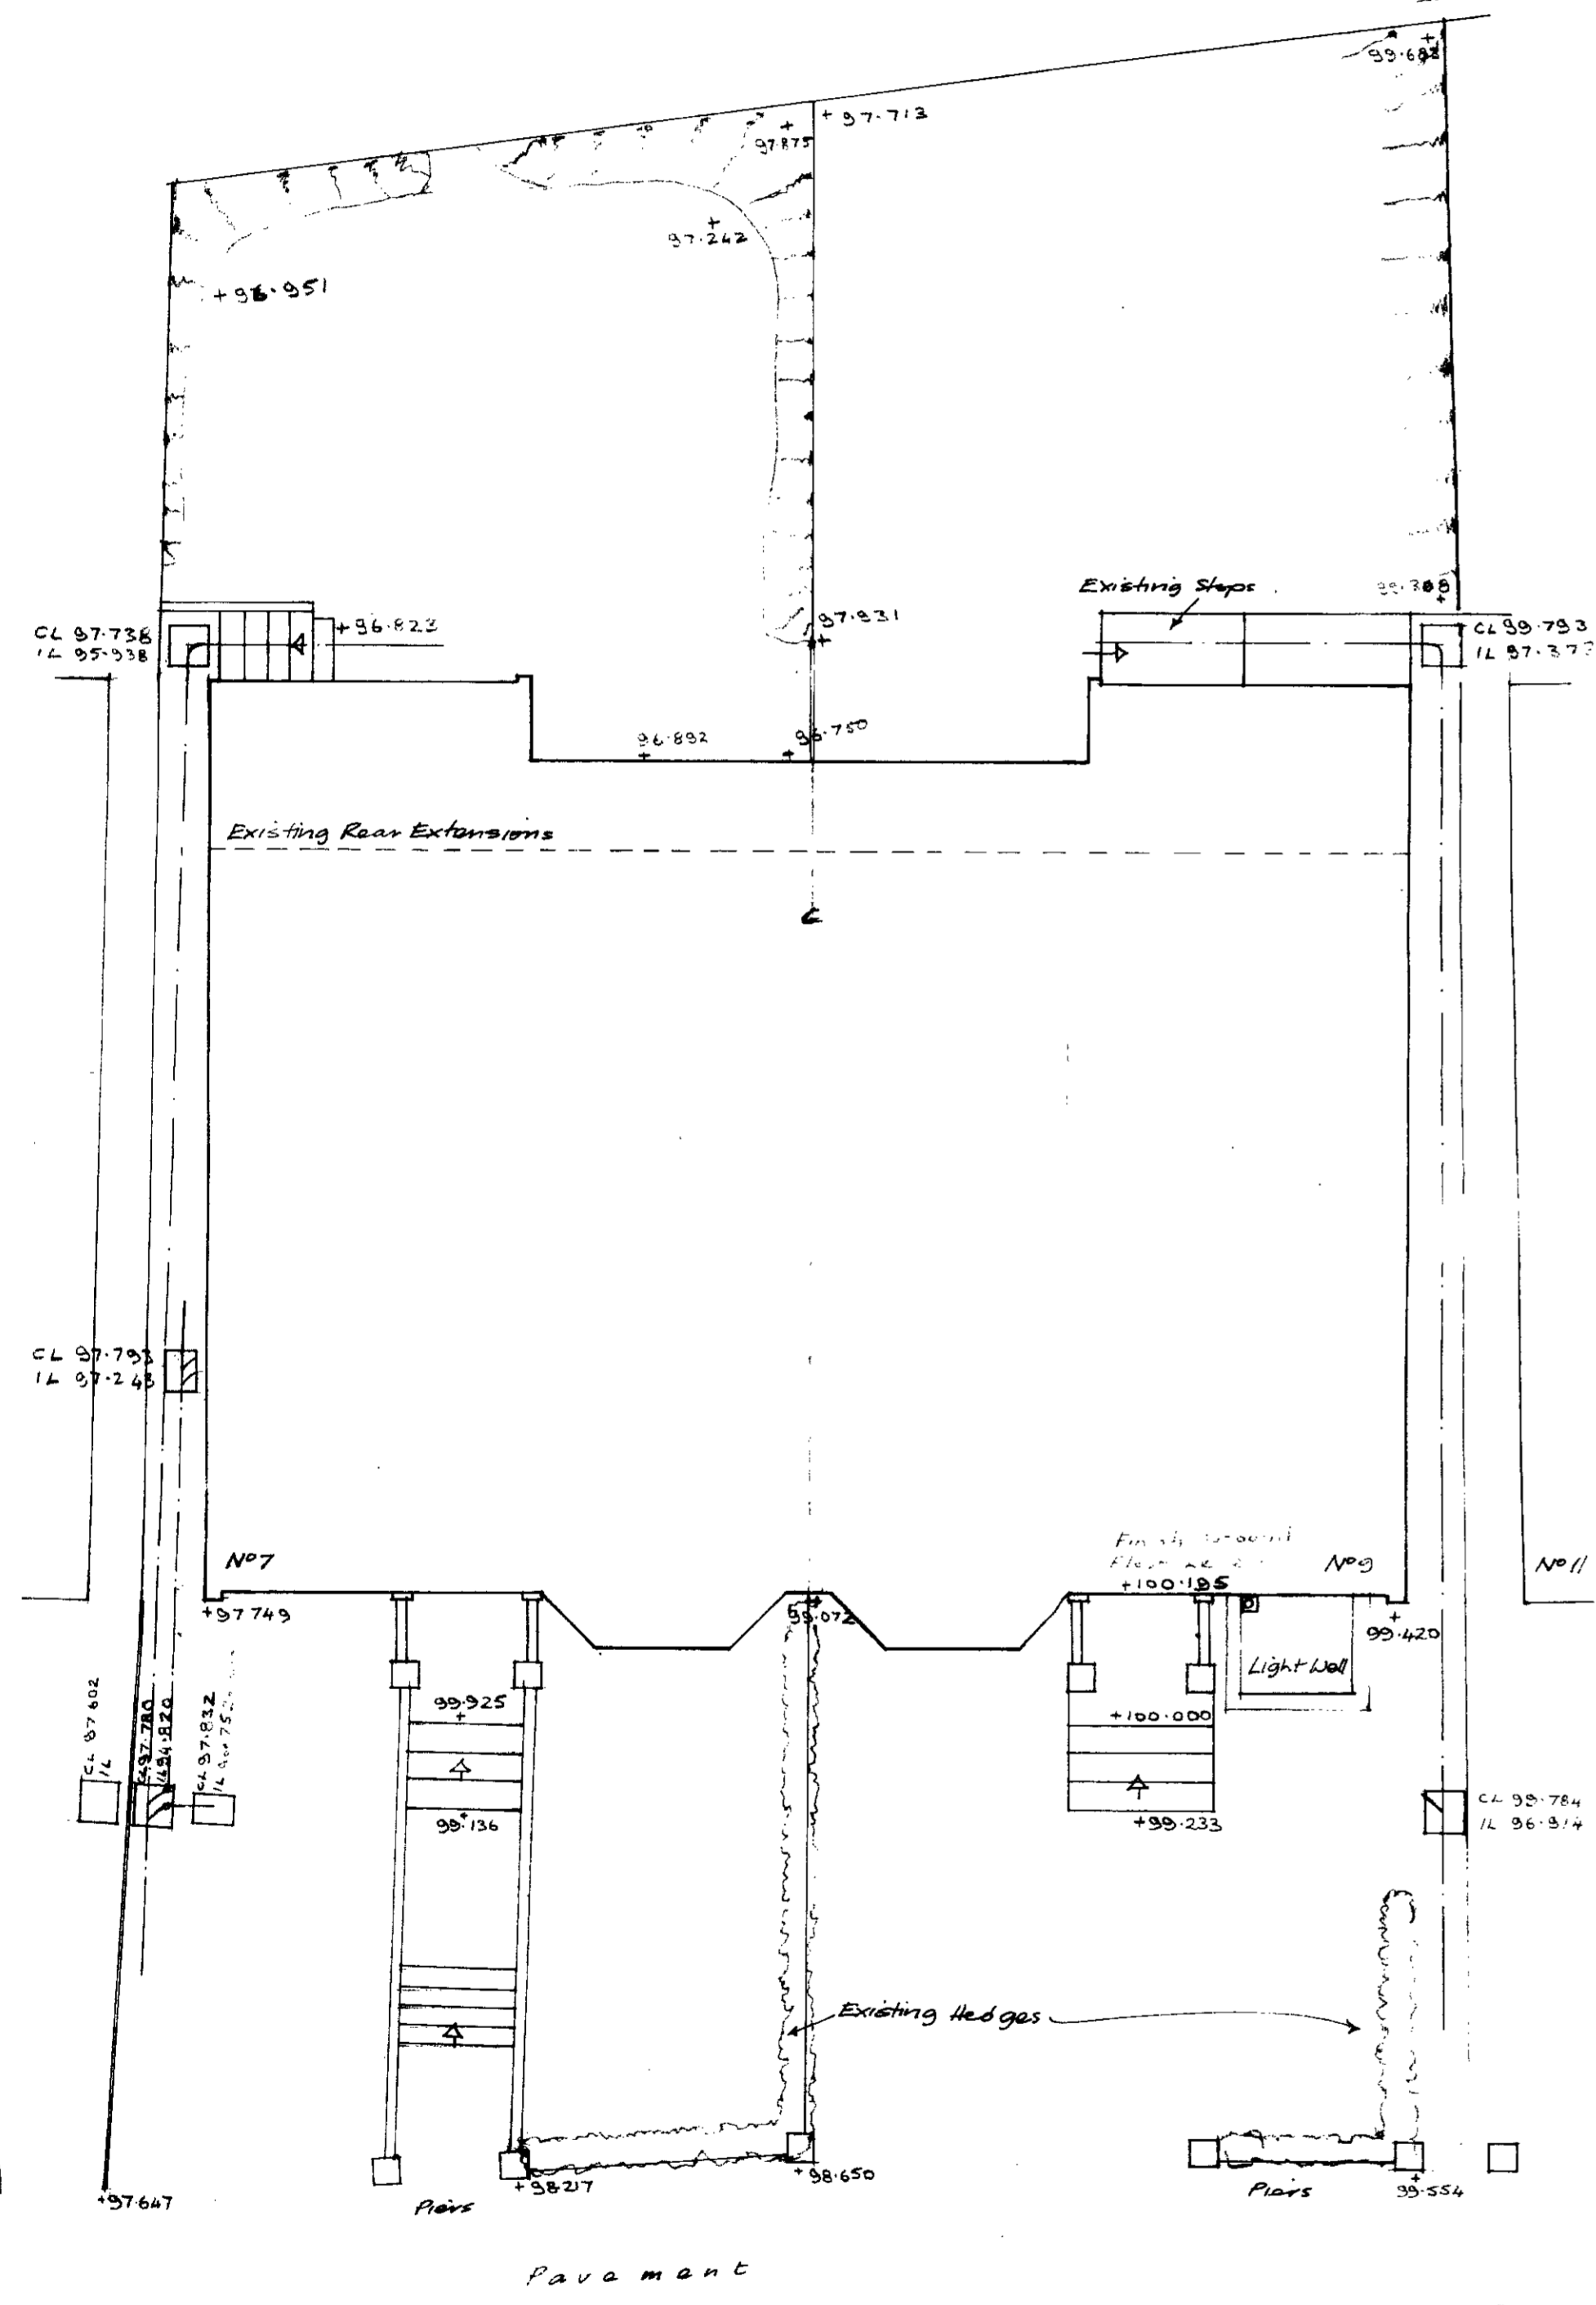 99.682
+ 97.713
97.875
97.242
+ 96.951
Existing Steps
97.931
+96.823
CL 97.738
IL 95.938
CL 99.793
96.892
96.750
Existing Rear Extensions
CL 97.793
IL 97.243
Nº7
Nº9
Nº11
+100.195
+97749
99.072
99.420
Light Well
CL 97602
IL
CL 97.780
IL 94.820
CL 97.832
IL
99.925
+
+100.000
99.136
+99.233
CL 99.784
IL 96.914
Existing Hedges
+97.647
Piers
+98217
+98.650
Piers
99.554
Pavement